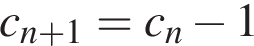 c_{n+1} = c_n − 1